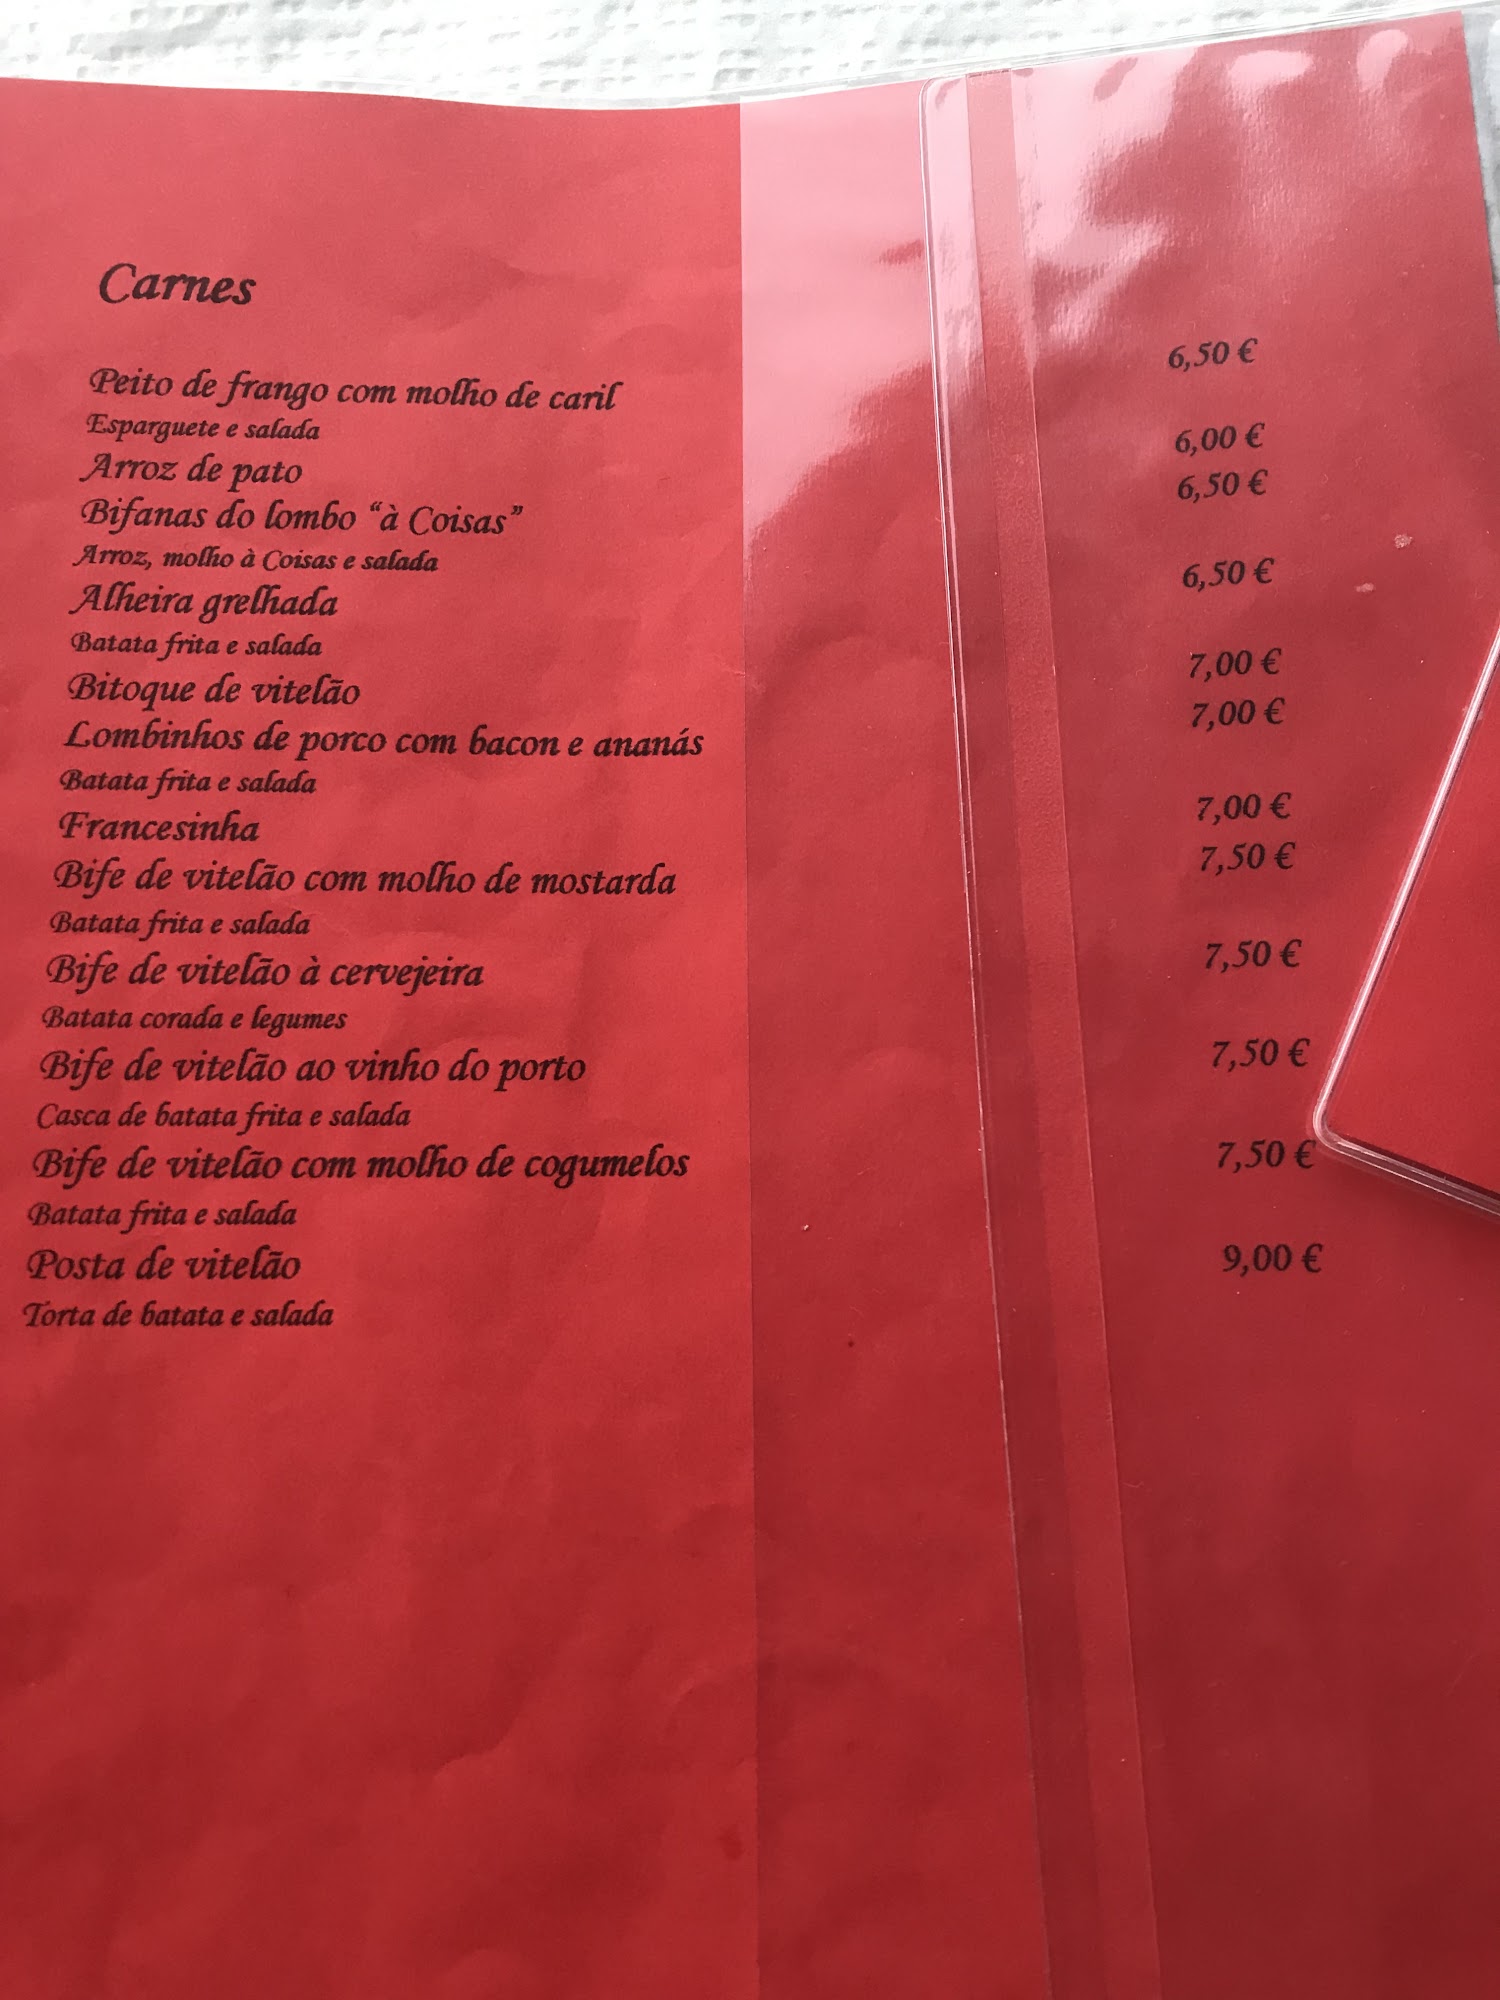 Carnes
Peito de frango com molho de caril 6,50 €
Esparguete e salada
Arroz de pato 6,00 €
Bifanas do lombo “à Coisas” 6,50 €
Arroz, molho à Coisas e salada
Alheira grelhada 6,50 €
Batata frita e salada
Bitoque de vitelão 7,00 €
Lombinhos de porco com bacon e ananás 7,00 €
Batata frita e salada
Francesinha 7,00 €
Bife de vitelão com molho de mostarda 7,50 €
Batata frita e salada
Bife de vitelão à cervejeira 7,50 €
Batata corada e legumes
Bife de vitelão ao vinho do porto 7,50 €
Casca de batata frita e salada
Bife de vitelão com molho de cogumelos 7,50 €
Batata frita e salada
Posta de vitelão 9,00 €
Torta de batata e salada